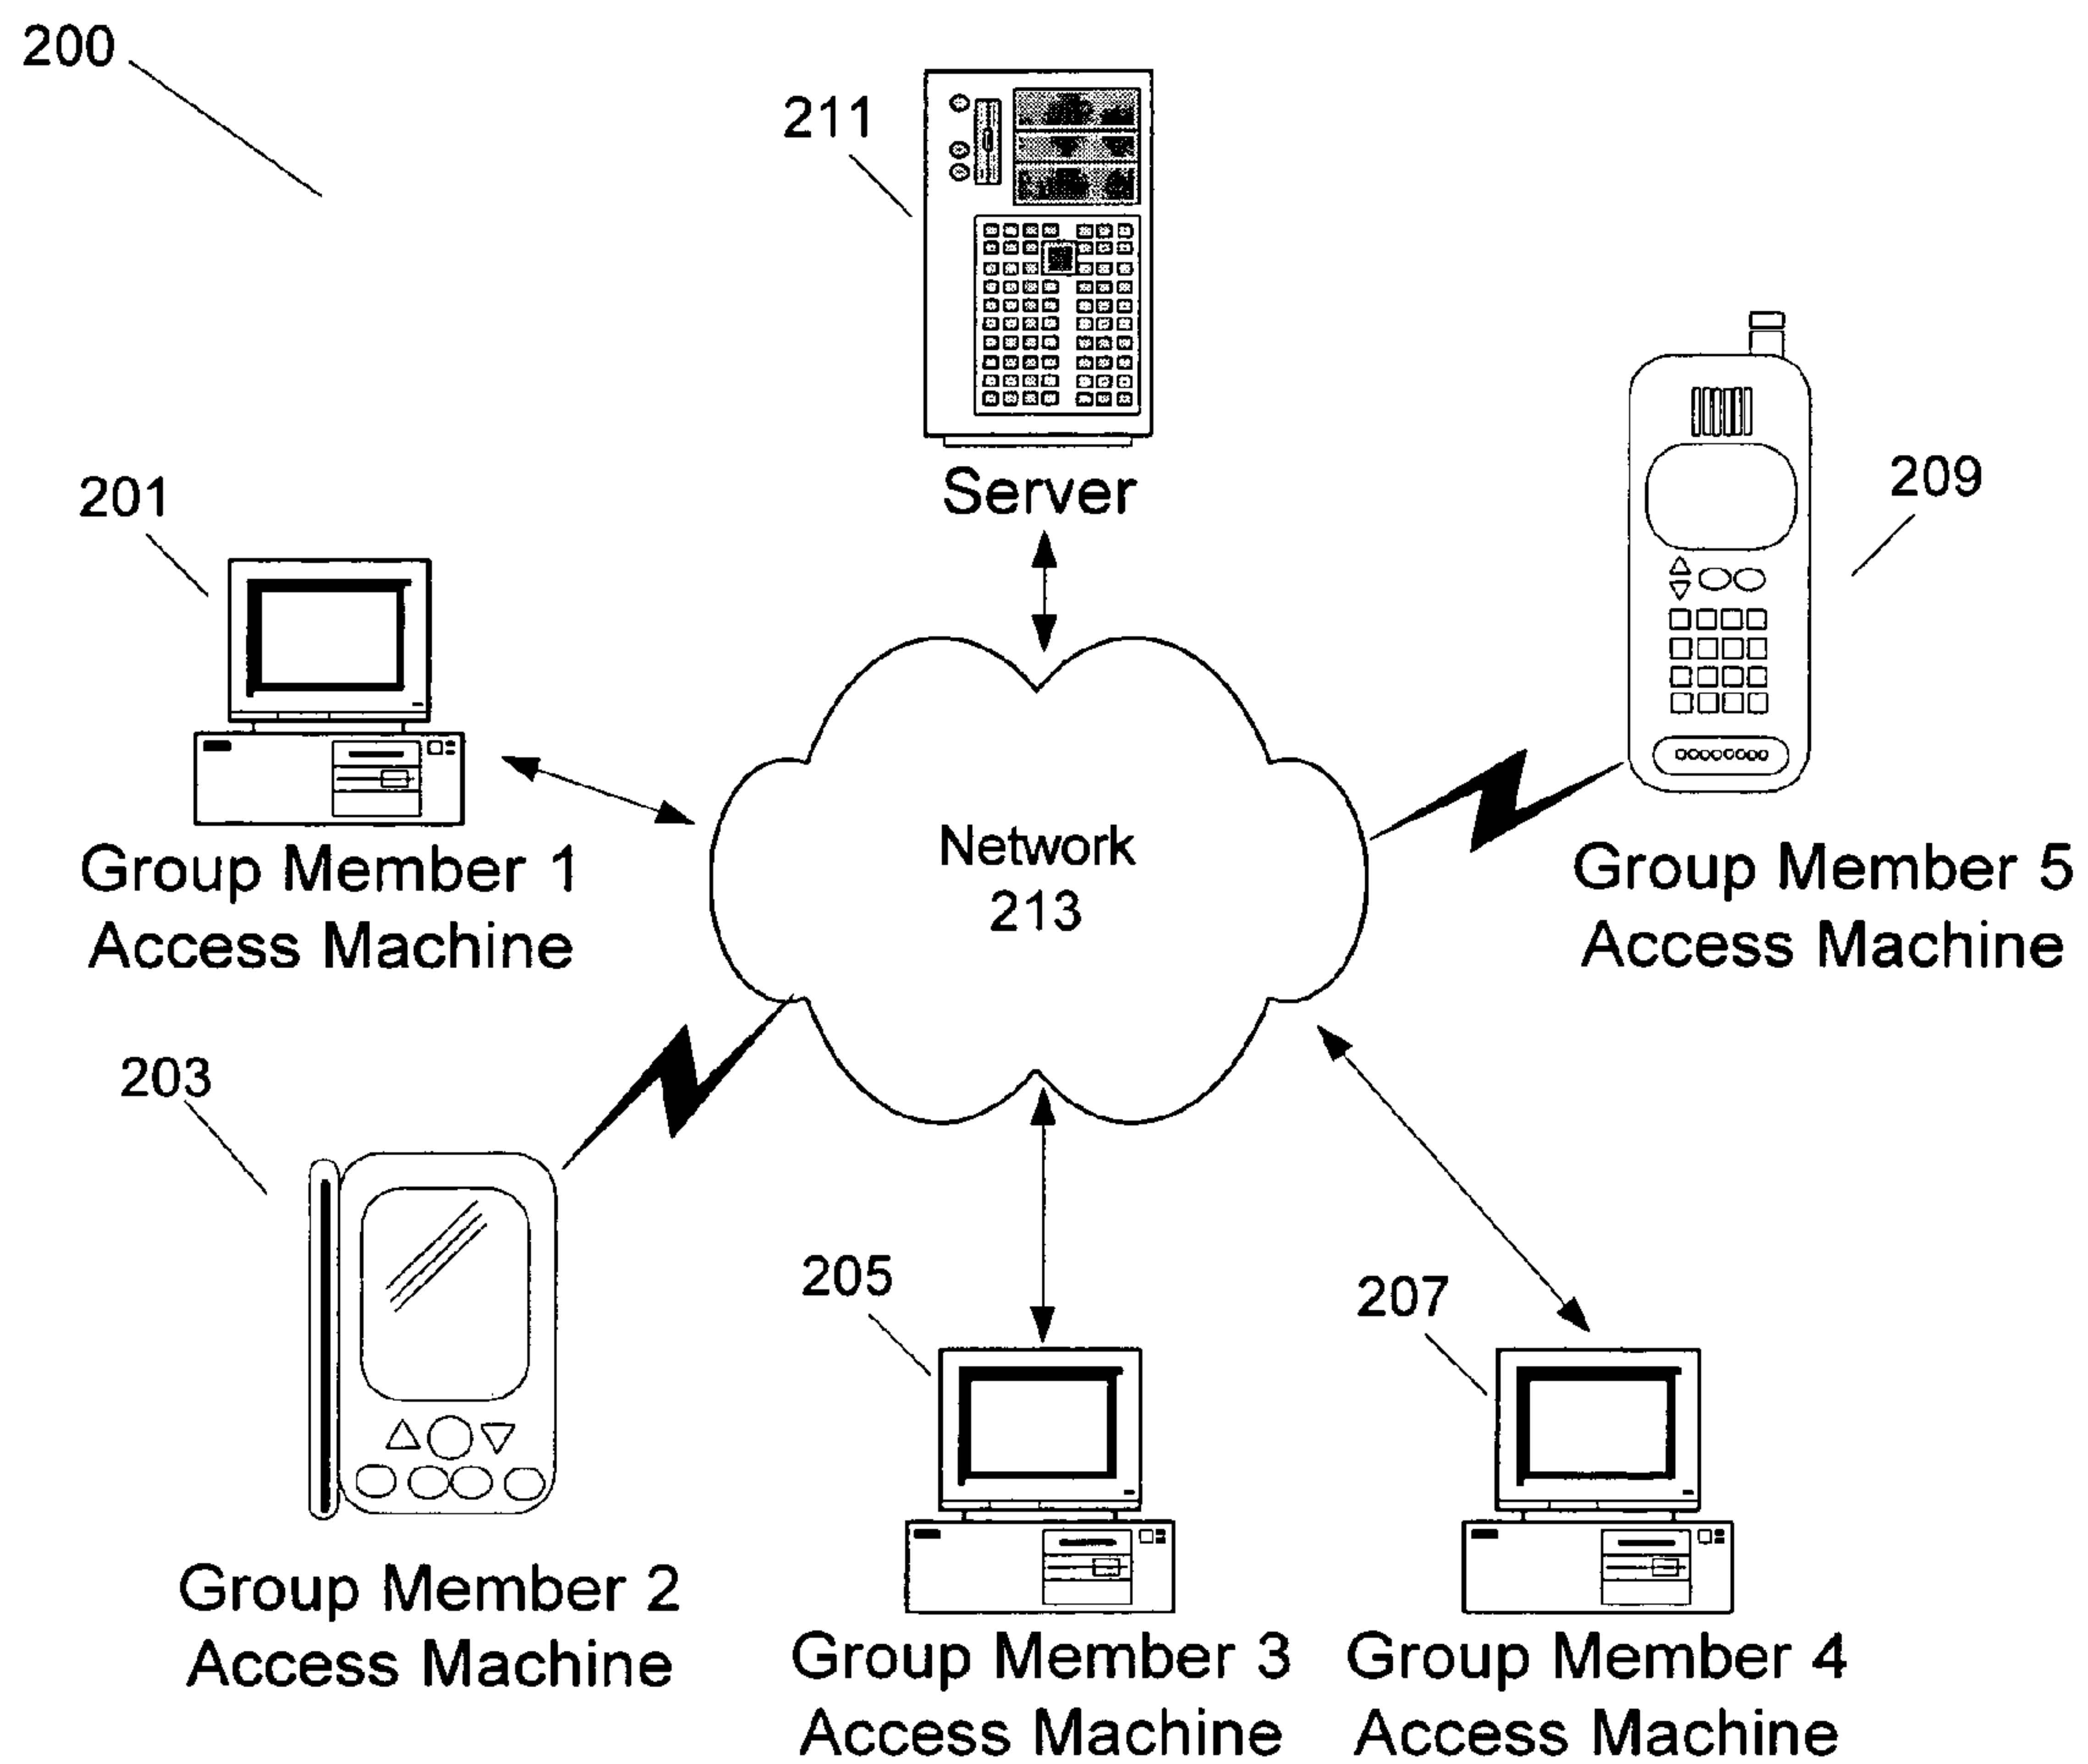 200
211
Server
201
209
Group Member 1
Access Machine
Network
213
Group Member 5
Access Machine
203
Group Member 2
Access Machine
205
Group Member 3
Access Machine
207
Group Member 4
Access Machine